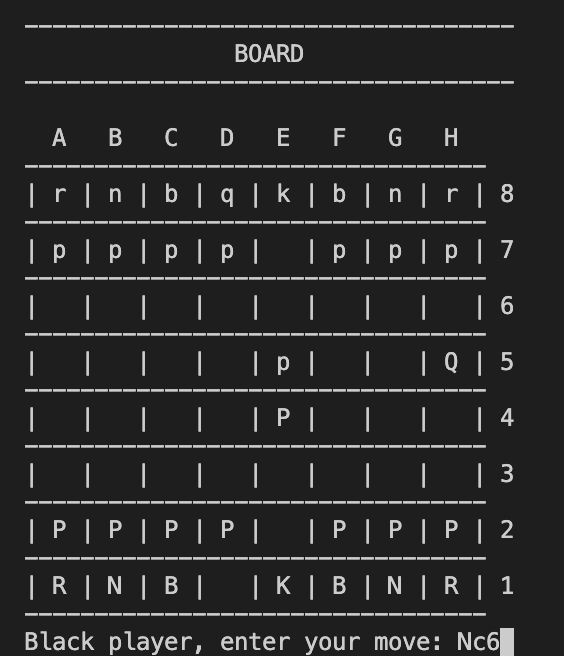 BOARD
A B C D E F G H
| r | n | b | q | k | b | n | r | 8
| p | p | p | p |   | p | p | p | 7
|   |   |   |   |   |   |   |   | 6
|   |   |   |   | p |   |   | Q | 5
|   |   |   |   | P |   |   |   | 4
|   |   |   |   |   |   |   |   | 3
| P | P | P | P |   | P | P | P | 2
| R | N | B |   | K | B | N | R | 1
Black player, enter your move: Nc6